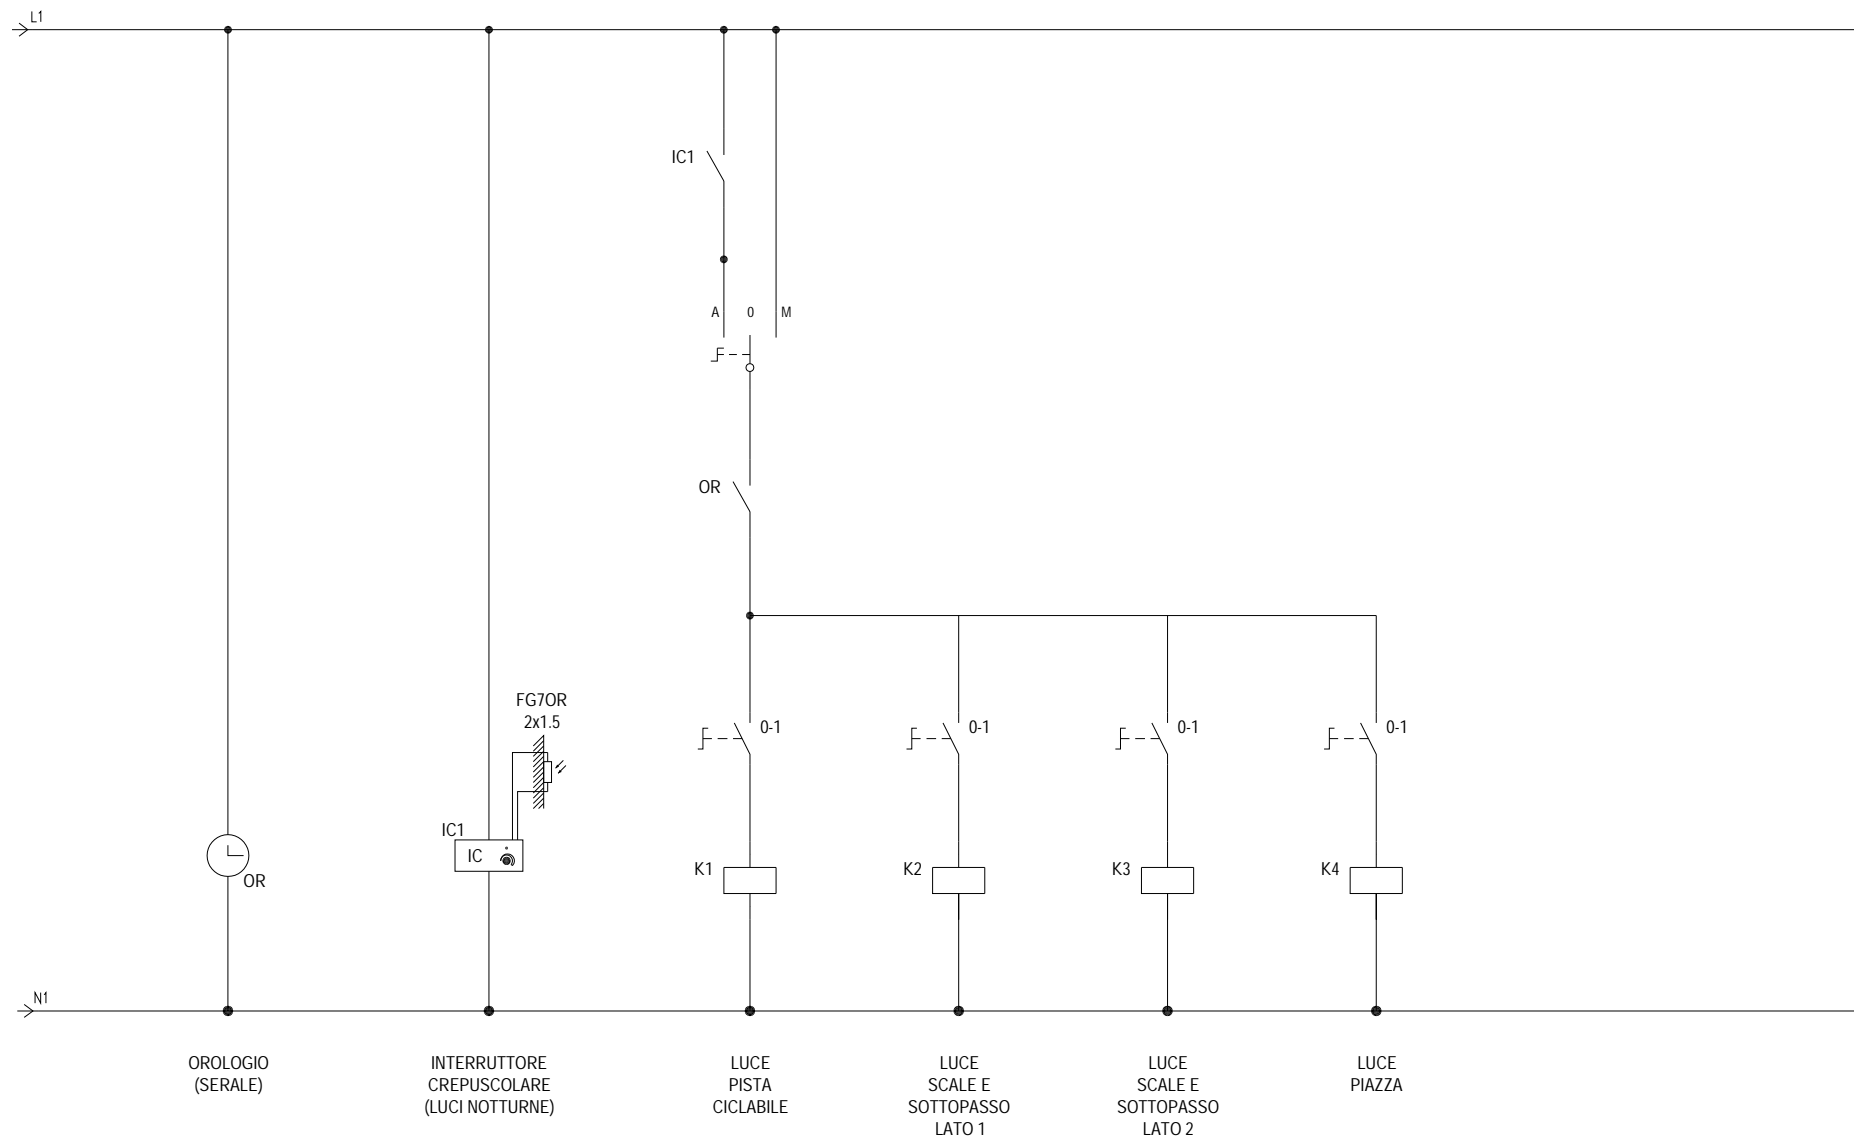 L1
IC1
A 0 M
OR
FG7OR
2x1.5
0-1 0-1 0-1 0-1
IC1
IC
OR
K1 K2 K3 K4
N1
OROLOGIO
(SERALE)
INTERRUTTORE
CREPUSCOLARE
(LUCI NOTTURNE)
LUCE
PISTA
CICLABILE
LUCE
SCALE E
SOTTOPASSO
LATO 1
LUCE
SCALE E
SOTTOPASSO
LATO 2
LUCE
PIAZZA